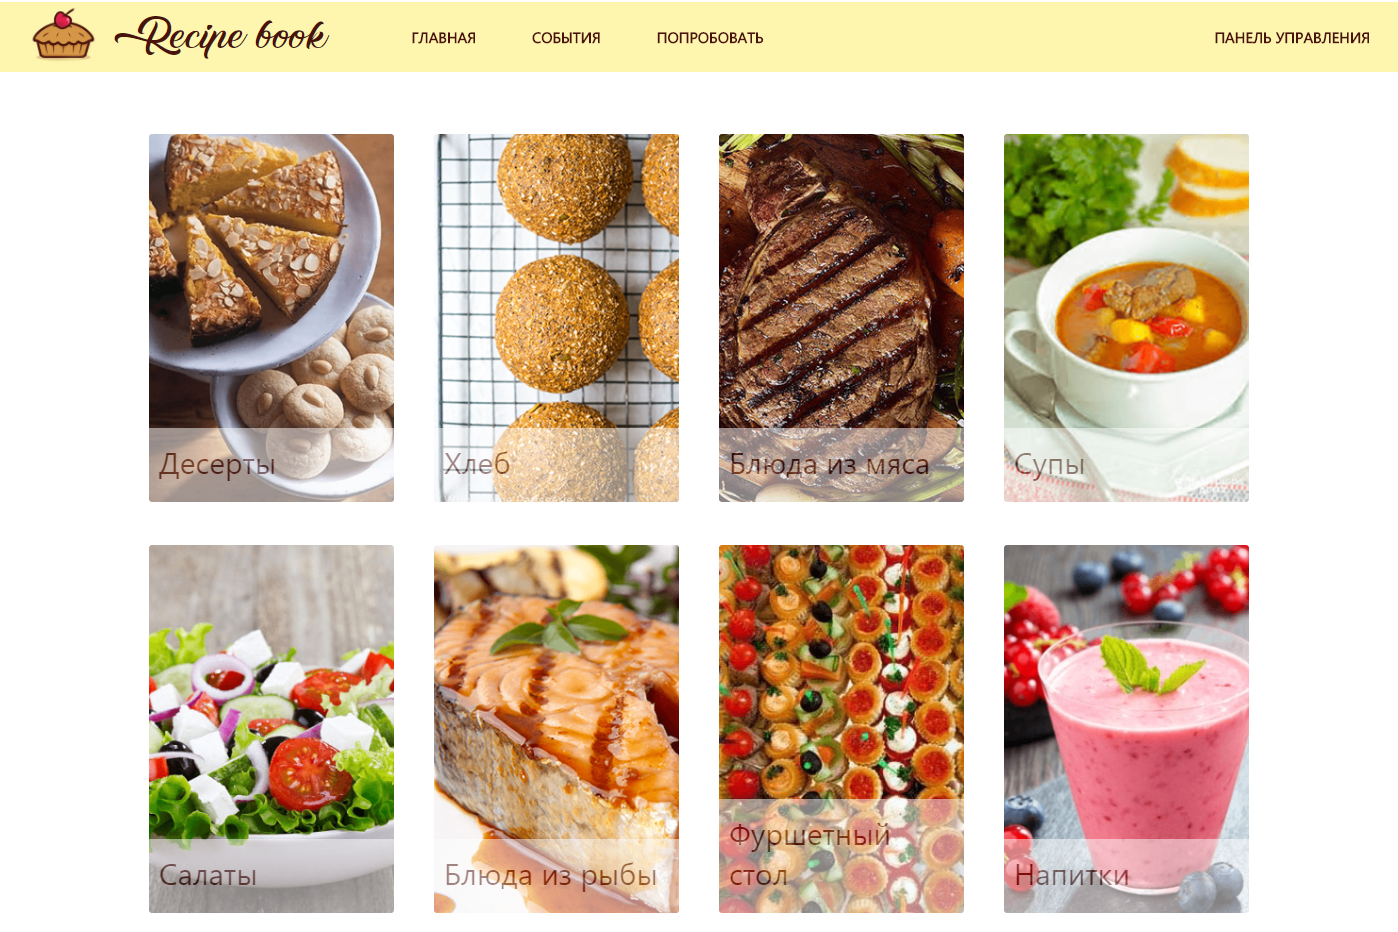 Recipe book
ГЛАВНАЯ
СОБЫТИЯ
ПОПРОБОВАТЬ
ПАНЕЛЬ УПРАВЛЕНИЯ
Десерты
Хлеб
Блюда из мяса
Супы
Салаты
Блюда из рыбы
Фуршетный
стол
Напитки